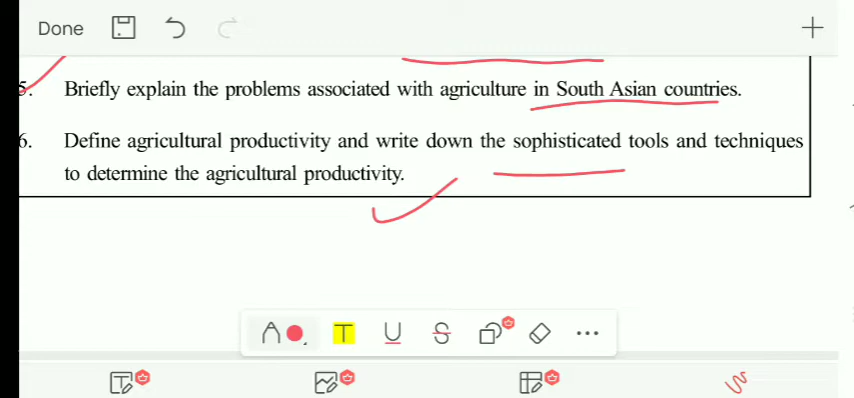 Done
5. Briefly explain the problems associated with agriculture in South Asian countries.
6. Define agricultural productivity and write down the sophisticated tools and techniques
to determine the agricultural productivity.
T U S